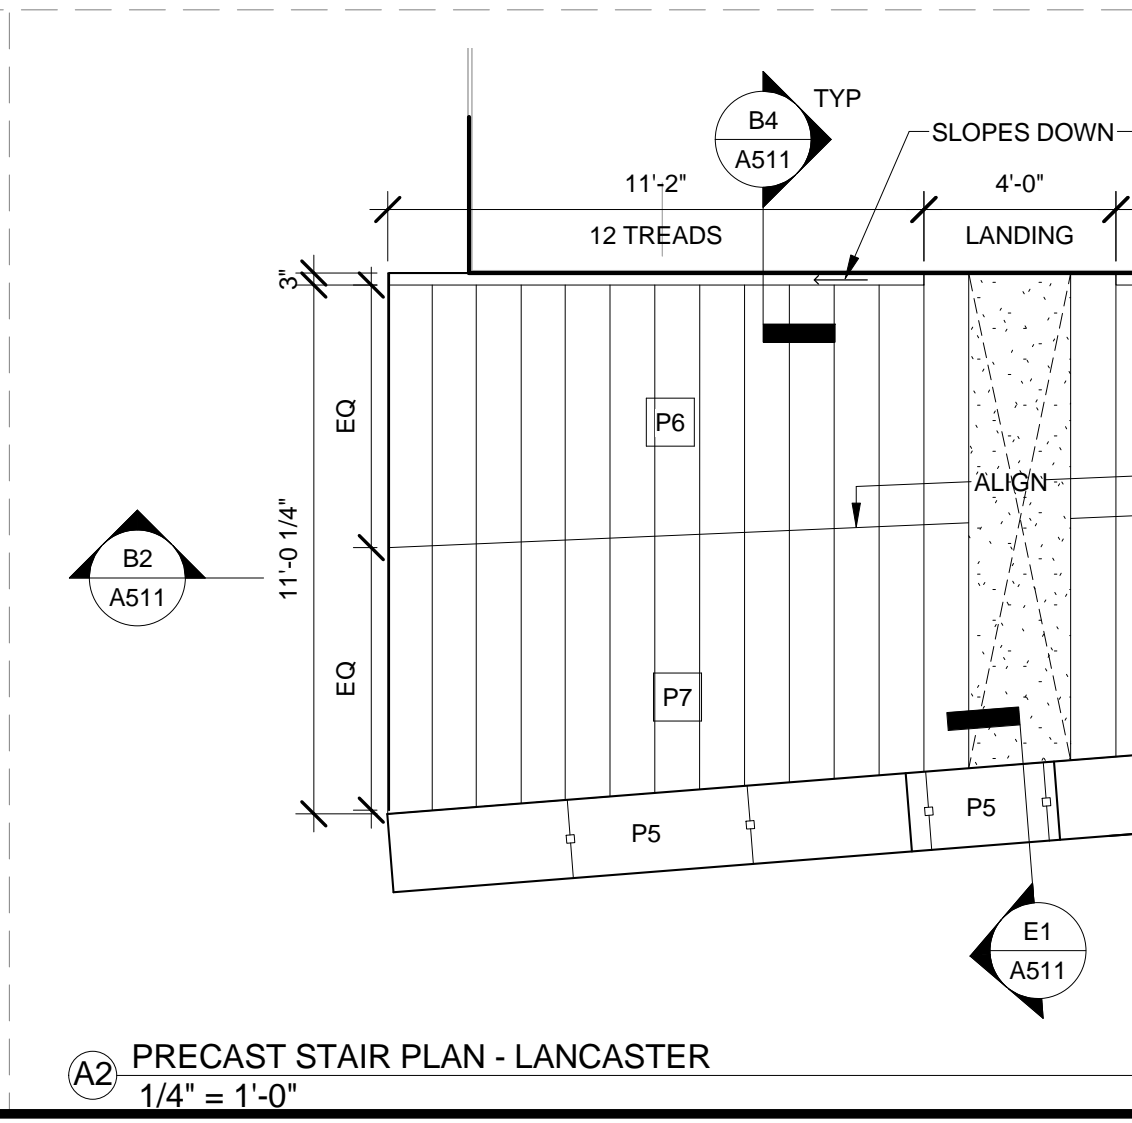 B4
A511
TYP
SLOPES DOWN
11'-2"
4'-0"
12 TREADS
LANDING
3"
EQ
P6
ALIGN
11'-0 1/4"
B2
A511
EQ
P7
P5
P5
E1
A511
A2
PRECAST STAIR PLAN - LANCASTER
1/4" = 1'-0"